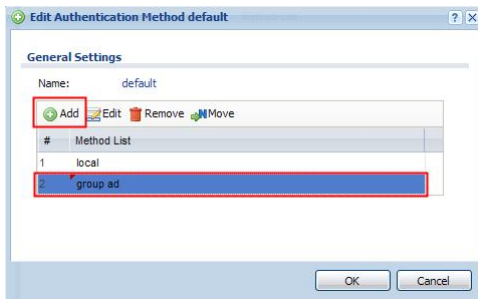 Edit Authentication Method default
General Settings
Name: default
Add Edit Remove Move
# Method List
1 local
2 group ad
OK Cancel